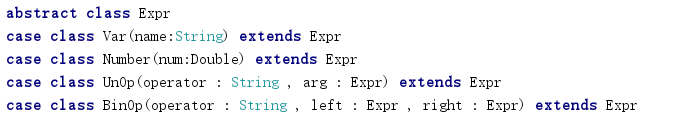 abstract class Expr
case class Var(name:String) extends Expr
case class Number(num:Double) extends Expr
case class UnOp(operator : String , arg : Expr) extends Expr
case class BinOp(operator : String , left : Expr , right : Expr) extends Expr